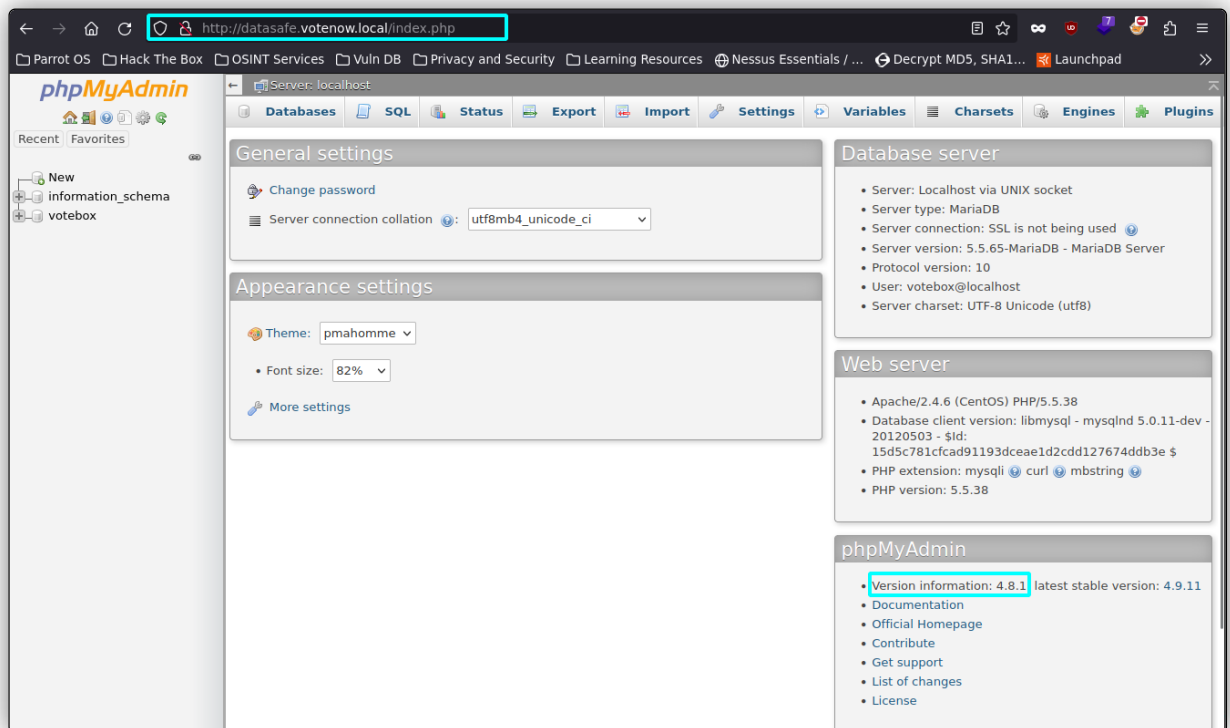 http://datasafe.votenow.local/index.php
7
Parrot OS Hack The Box OSINT Services Vuln DB Privacy and Security Learning Resources Nessus Essentials / ... Decrypt MD5, SHA1... Launchpad
phpMyAdmin
Recent Favorites
New
information_schema
votebox
Server: localhost
Databases SQL Status Export Import Settings Variables Charsets Engines Plugins
General settings
Change password
Server connection collation : utf8mb4_unicode_ci
Appearance settings
Theme: pmahomme
• Font size: 82%
More settings
Database server
• Server: Localhost via UNIX socket
• Server type: MariaDB
• Server connection: SSL is not being used
• Server version: 5.5.65-MariaDB - MariaDB Server
• Protocol version: 10
• User: votebox@localhost
• Server charset: UTF-8 Unicode (utf8)
Web server
• Apache/2.4.6 (CentOS) PHP/5.5.38
• Database client version: libmysql - mysqlnd 5.0.11-dev -
20120503 - $Id:
15d5c781cfcad91193dceae1d2cdd127674ddb3e $
• PHP extension: mysqli curl mbstring
• PHP version: 5.5.38
phpMyAdmin
• Version information: 4.8.1 latest stable version: 4.9.11
• Documentation
• Official Homepage
• Contribute
• Get support
• List of changes
• License